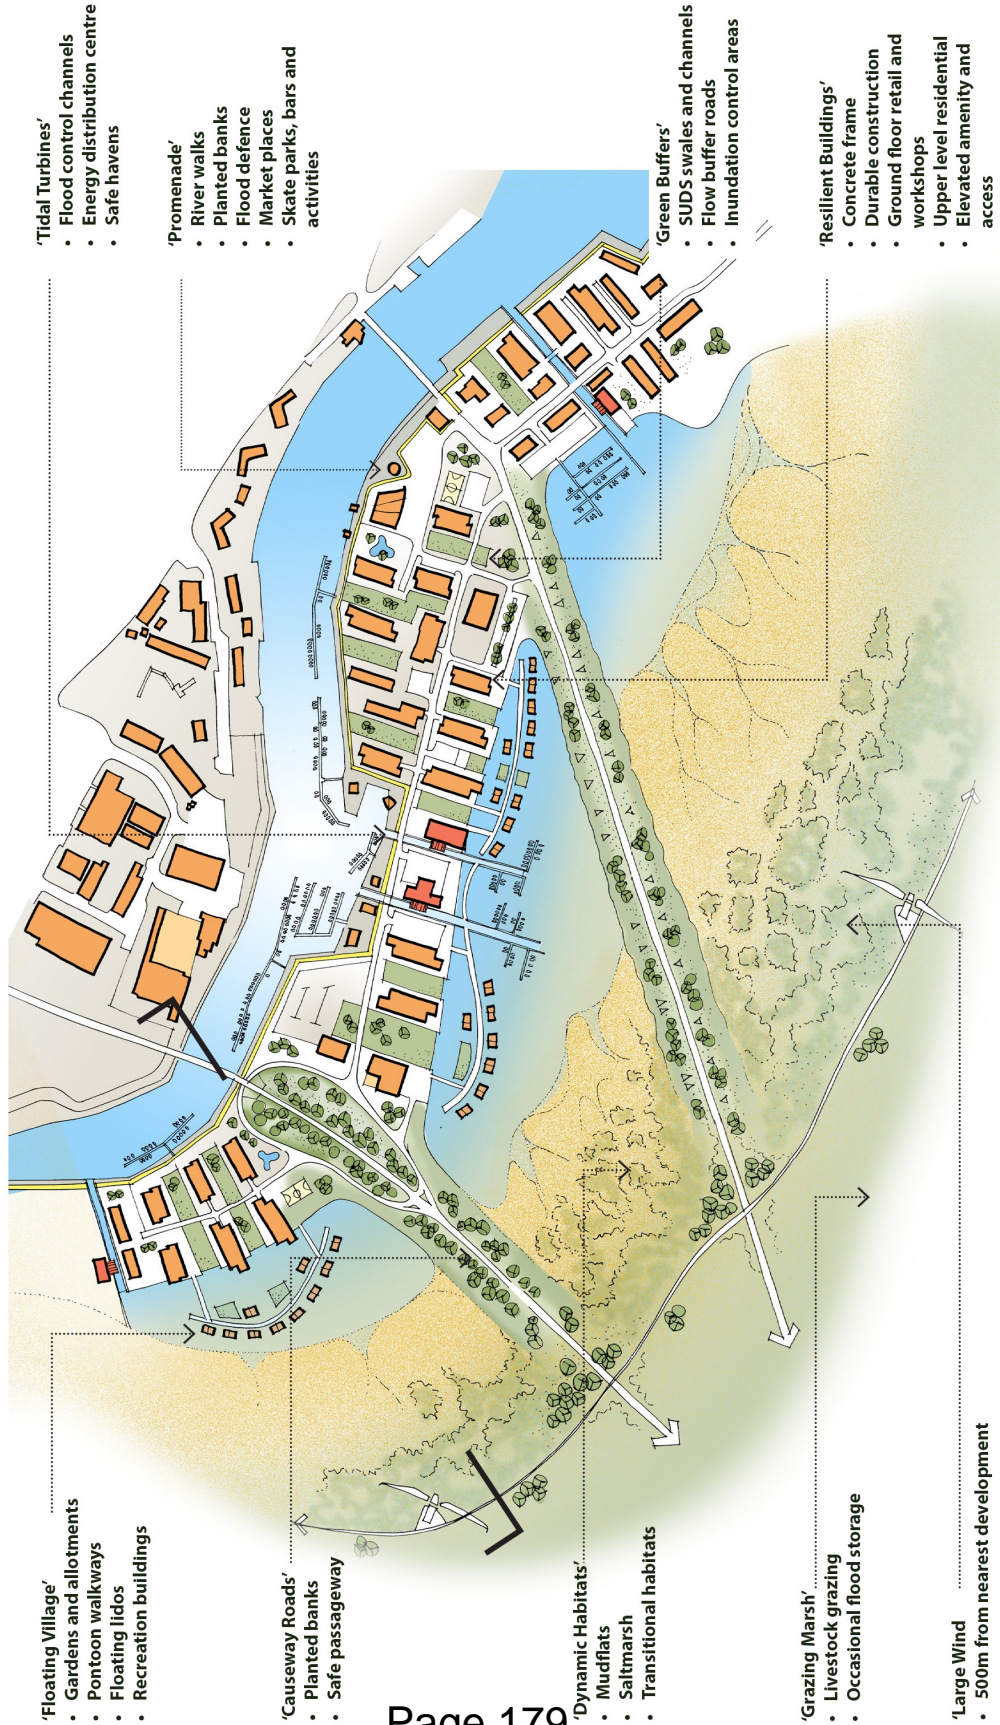 'Tidal Turbines'
• Flood control channels
• Energy distribution centre
• Safe havens
'Promenade'
• River walks
• Planted banks
• Flood defence
• Market places
• Skate parks, bars and
activities
'Green Buffers'
• SUDS swales and channels
• Flow buffer roads
• Inundation control areas
'Resilient Buildings'
• Concrete frame
• Durable construction
• Ground floor retail and
workshops
• Upper level residential
• Elevated amenity and
access
'Floating Village'
• Gardens and allotments
• Pontoon walkways
• Floating lidos
• Recreation buildings
'Causeway Roads'
• Planted banks
• Safe passageway
'Dynamic Habitats'
• Mudflats
• Saltmarsh
• Transitional habitats
'Grazing Marsh'
• Livestock grazing
• Occasional flood storage
'Large Wind
• 500m from nearest development
Page 179